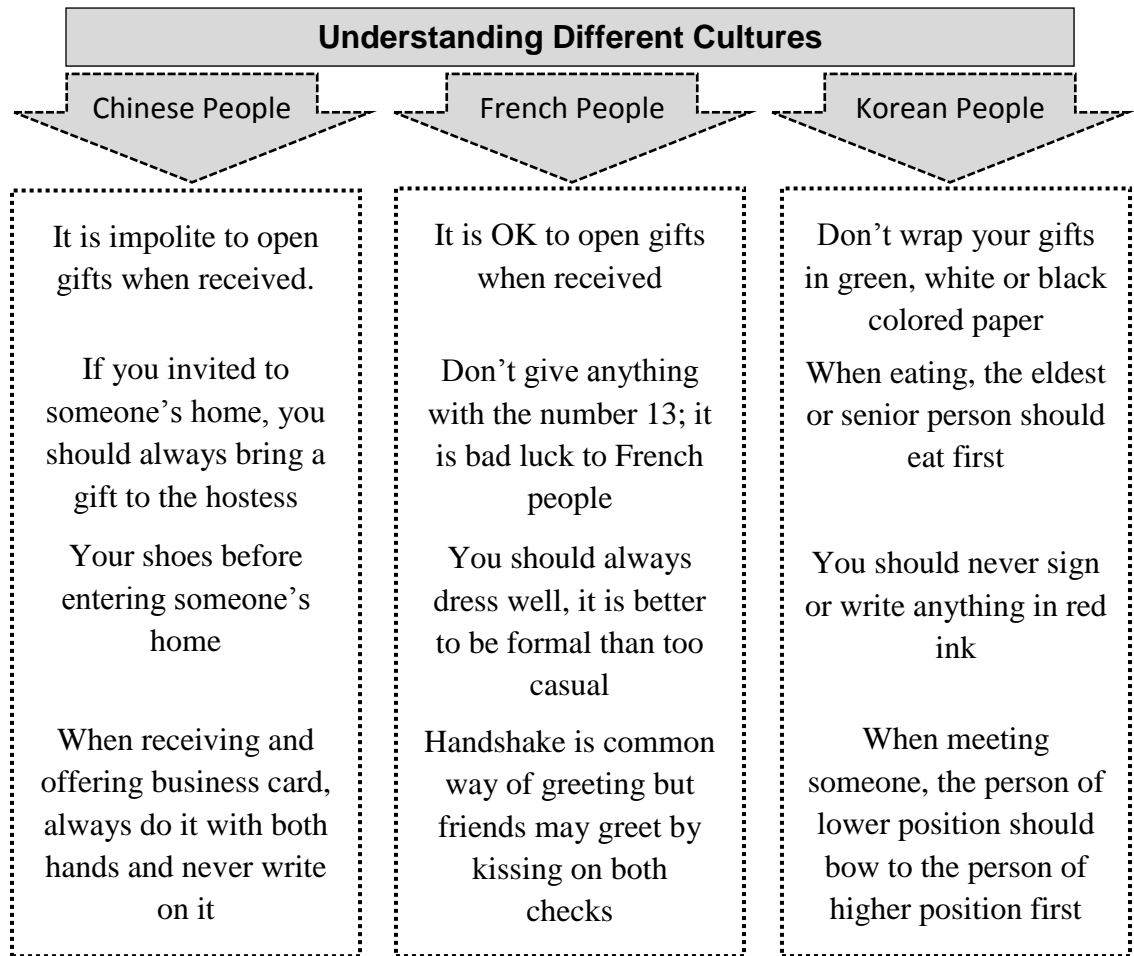 Understanding Different Cultures
Chinese People
It is impolite to open
gifts when received.
If you invited to
someone’s home, you
should always bring a
gift to the hostess
Your shoes before
entering someone’s
home
When receiving and
offering business card,
always do it with both
hands and never write
on it
French People
It is OK to open gifts
when received
Don’t give anything
with the number 13; it
is bad luck to French
people
You should always
dress well, it is better
to be formal than too
casual
Handshake is common
way of greeting but
friends may greet by
kissing on both
checks
Korean People
Don’t wrap your gifts
in green, white or black
colored paper
When eating, the eldest
or senior person should
eat first
You should never sign
or write anything in red
ink
When meeting
someone, the person of
lower position should
bow to the person of
higher position first